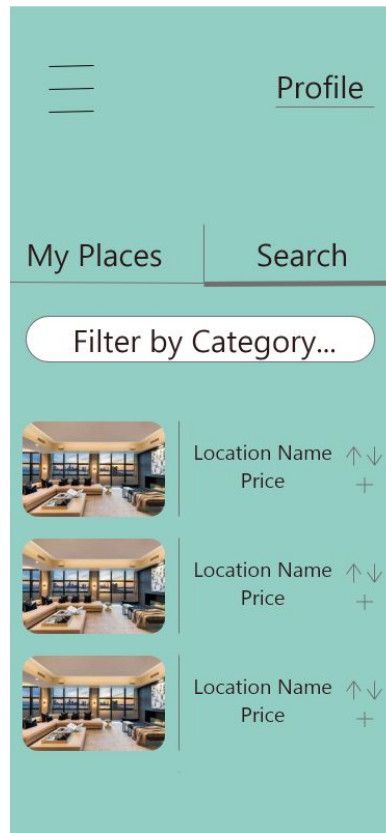 Profile
My Places Search
Filter by Category...
Location Name
Price
Location Name
Price
Location Name
Price